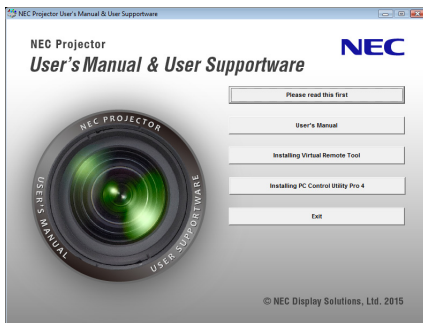 NEC Projector User's Manual & User Supportware
NEC Projector
NEC
User's Manual & User Supportware
Please read this first
NEC PROJECTOR
User's Manual
Installing Virtual Remote Tool
USER'S MANUAL
USER SUPPORTWARE
Installing PC Control Utility Pro 4
Exit
© NEC Display Solutions, Ltd. 2015